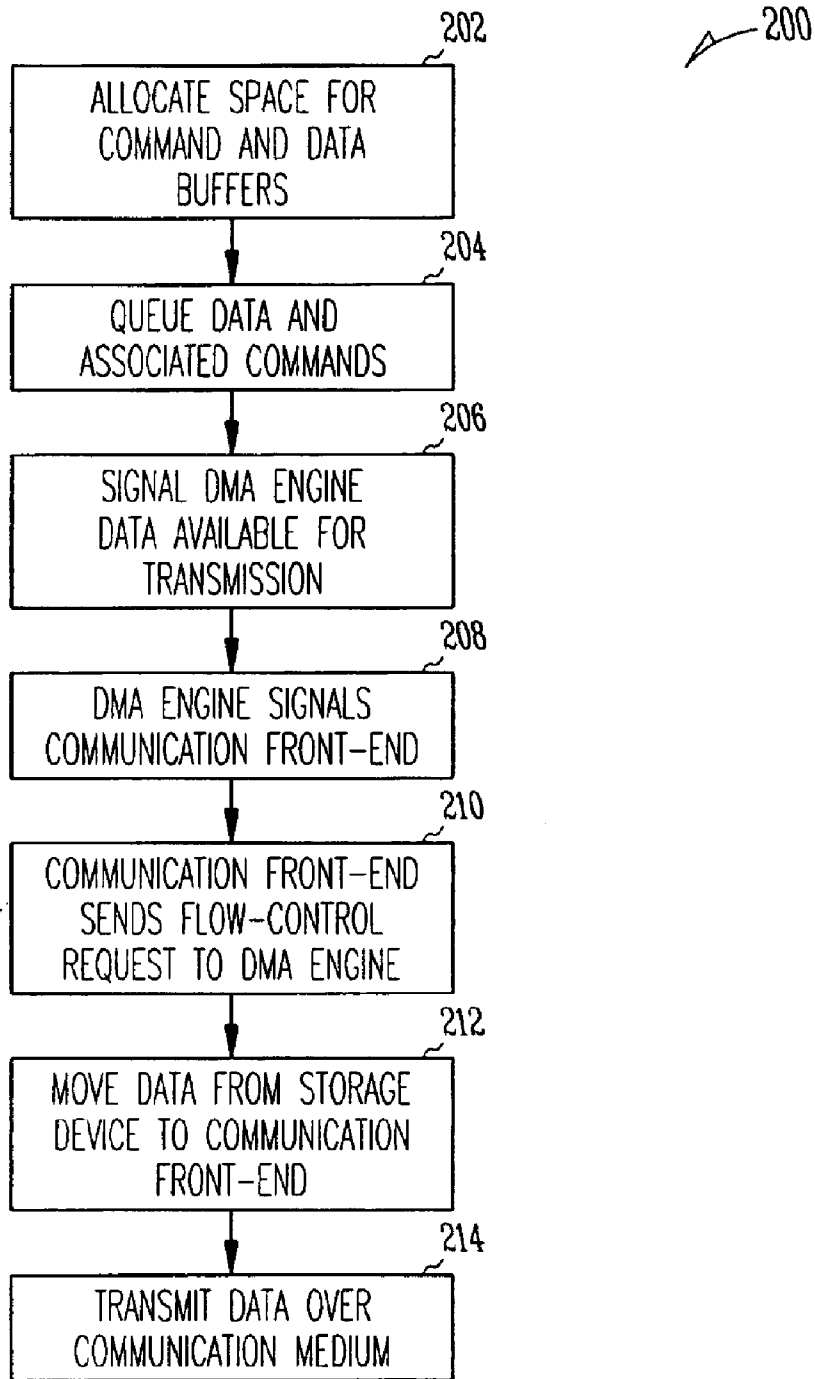 200
202
ALLOCATE SPACE FOR
COMMAND AND DATA
BUFFERS
204
QUEUE DATA AND
ASSOCIATED COMMANDS
206
SIGNAL DMA ENGINE
DATA AVAILABLE FOR
TRANSMISSION
208
DMA ENGINE SIGNALS
COMMUNICATION FRONT-END
210
COMMUNICATION FRONT-END
SENDS FLOW-CONTROL
REQUEST TO DMA ENGINE
212
MOVE DATA FROM STORAGE
DEVICE TO COMMUNICATION
FRONT-END
214
TRANSMIT DATA OVER
COMMUNICATION MEDIUM